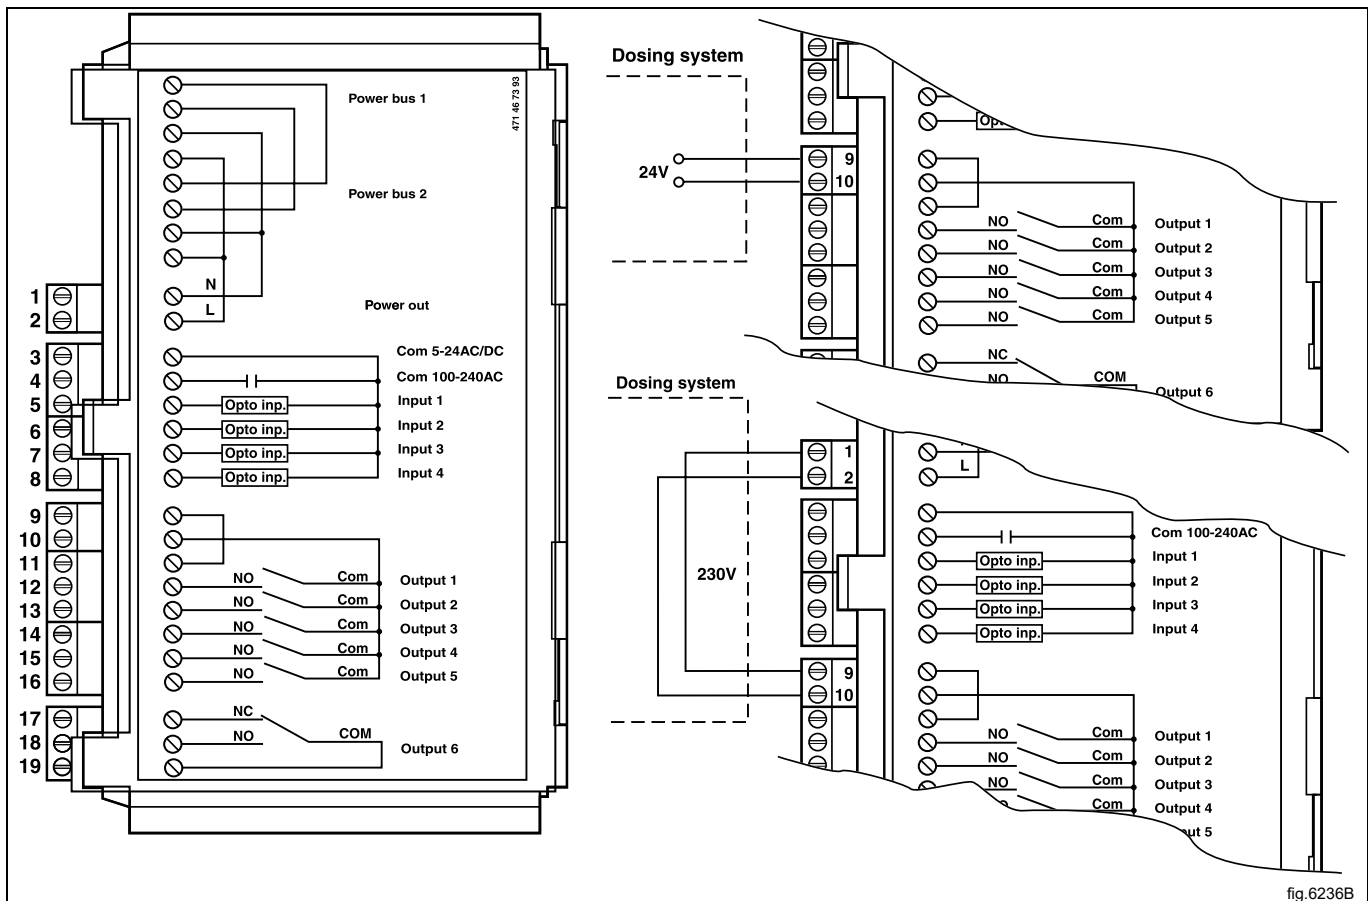 471 46 73 93
Power bus 1
Power bus 2
N
L
Power out
1
2
3
4
5
6
7
8
9
10
11
12
13
14
15
16
17
18
19
Com 5-24AC/DC
Com 100-240AC
Opto inp. Input 1
Opto inp. Input 2
Opto inp. Input 3
Opto inp. Input 4
NO Com Output 1
NO Com Output 2
NO Com Output 3
NO Com Output 4
NO Com Output 5
NC
NO COM Output 6
Dosing system
24V
9
10
NO Com Output 1
NO Com Output 2
NO Com Output 3
NO Com Output 4
NO Com Output 5
NC
NO COM Output 6
Dosing system
230V
1
2
9
10
L
Com 100-240AC
Opto inp. Input 1
Opto inp. Input 2
Opto inp. Input 3
Opto inp. Input 4
NO Com Output 1
NO Com Output 2
NO Com Output 3
Com Output 4
fig.6236B